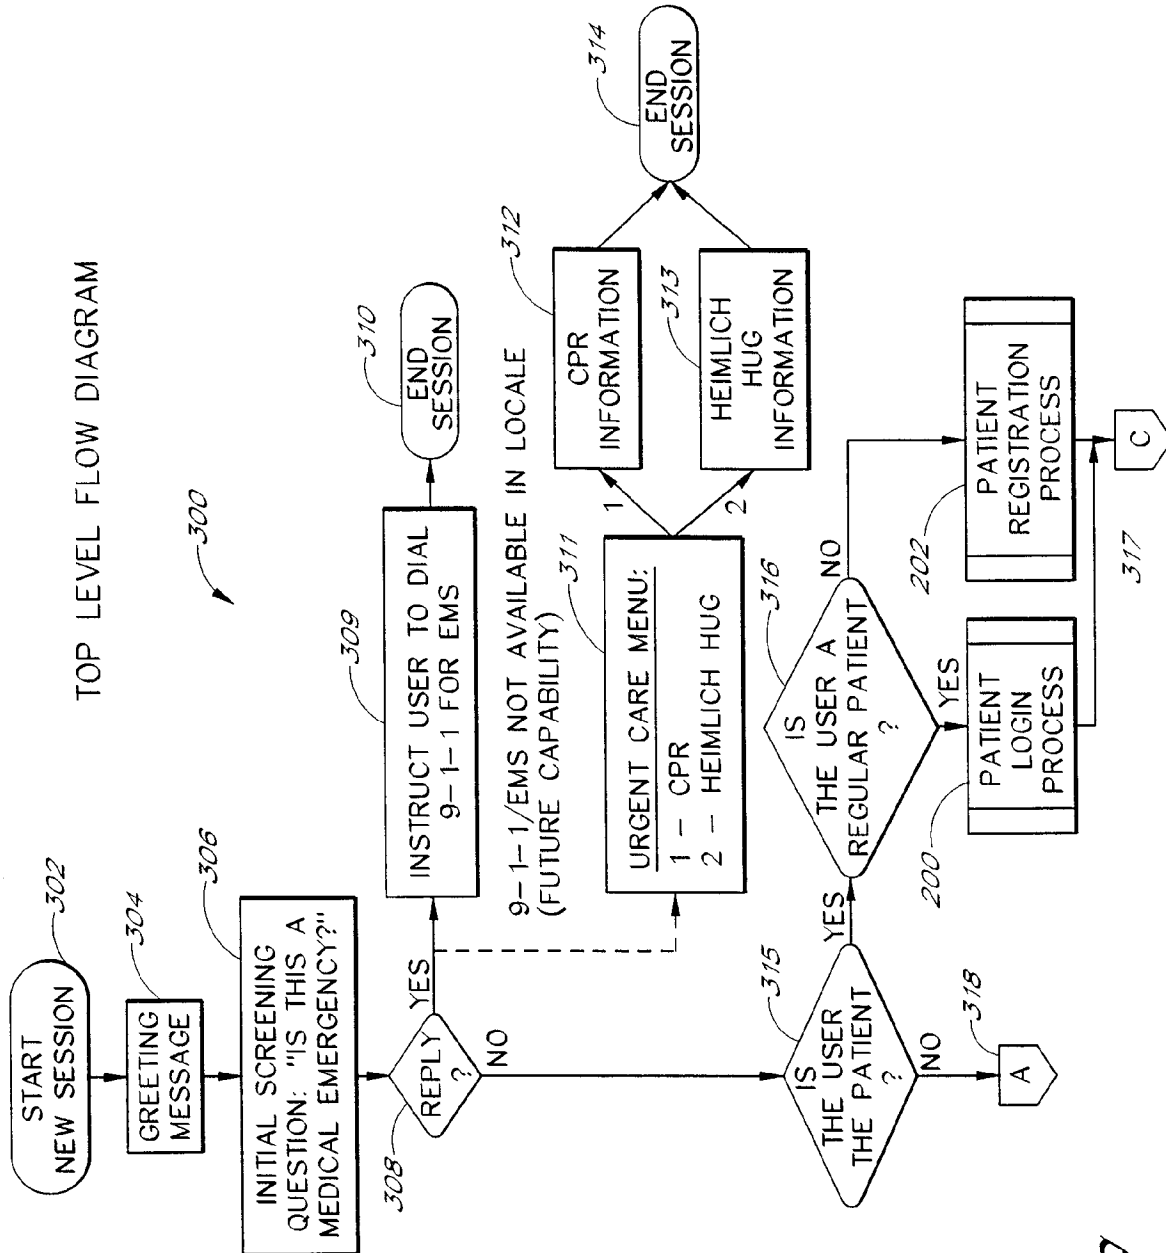 TOP LEVEL FLOW DIAGRAM
300
START
NEW SESSION
302
GREETING
MESSAGE
304
INITIAL SCREENING
QUESTION: "IS THIS A
MEDICAL EMERGENCY?"
306
REPLY
?
308
YES
NO
INSTRUCT USER TO DIAL
9-1-1 FOR EMS
309
END
SESSION
310
9-1-1/EMS NOT AVAILABLE IN LOCALE
(FUTURE CAPABILITY)
URGENT CARE MENU:
1 – CPR
2 – HEIMLICH HUG
311
1
2
CPR
INFORMATION
312
HEIMLICH
HUG
INFORMATION
313
END
SESSION
314
IS
THE USER
THE PATIENT
?
315
YES
NO
A
318
IS
THE USER A
REGULAR PATIENT
?
316
NO
YES
PATIENT
LOGIN
PROCESS
200
PATIENT
REGISTRATION
PROCESS
202
C
317